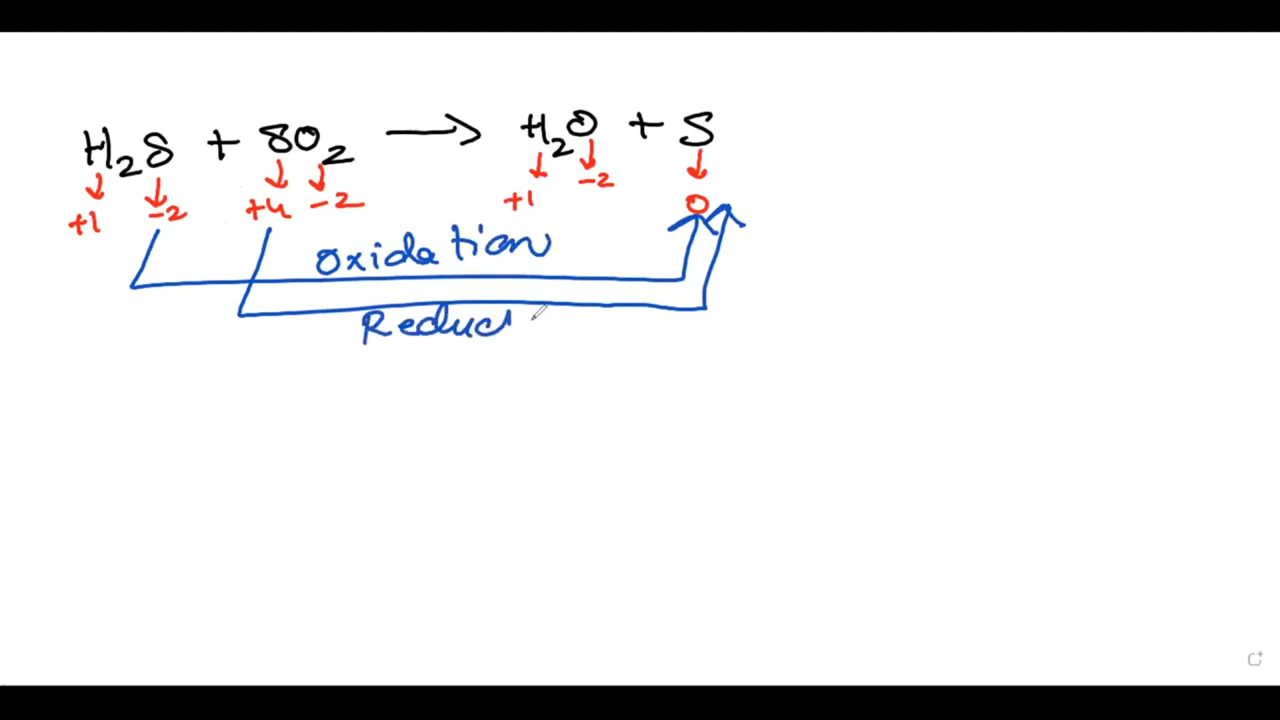 H₂S + SO₂ → H₂O + S
+1 -2 +4 -2 +1 -2 0
Oxidation
Reduct